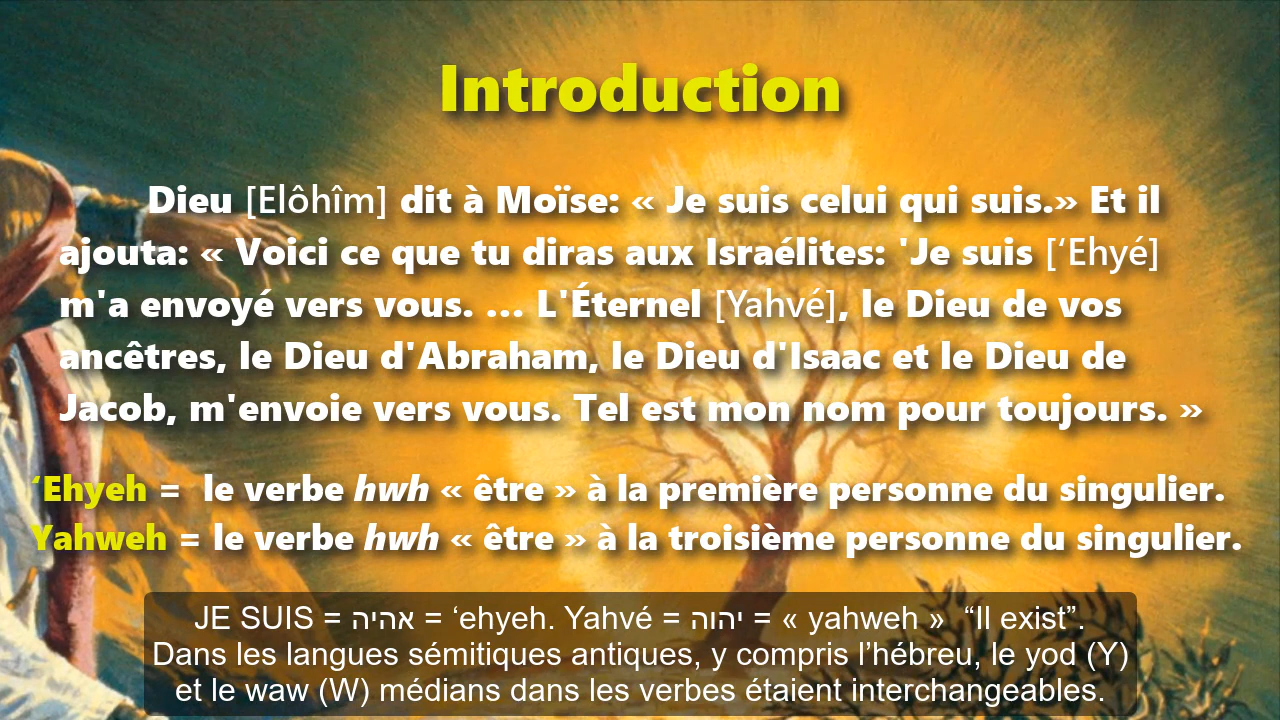 Introduction
Dieu [Elôhîm] dit à Moïse: « Je suis celui qui suis.» Et il
ajouta: « Voici ce que tu diras aux Israélites: 'Je suis [‘Ehyé]
m'a envoyé vers vous. … L'Éternel [Yahvé], le Dieu de vos
ancêtres, le Dieu d'Abraham, le Dieu d'Isaac et le Dieu de
Jacob, m'envoie vers vous. Tel est mon nom pour toujours. »
‘Ehyeh = le verbe hwh « être » à la première personne du singulier.
Yahweh = le verbe hwh « être » à la troisième personne du singulier.
JE SUIS = אהיה = ‘ehyeh. Yahvé = יהוה = « yahweh » “Il exist”.
Dans les langues sémitiques antiques, y compris l’hébreu, le yod (Y)
et le waw (W) médians dans les verbes étaient interchangeables.